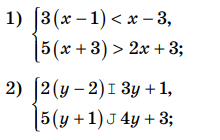 1) {3(x – 1) < x – 3,
5(x + 3) > 2x + 3;
2) {2(y – 2) I 3y + 1,
5(y + 1) J 4y + 3;